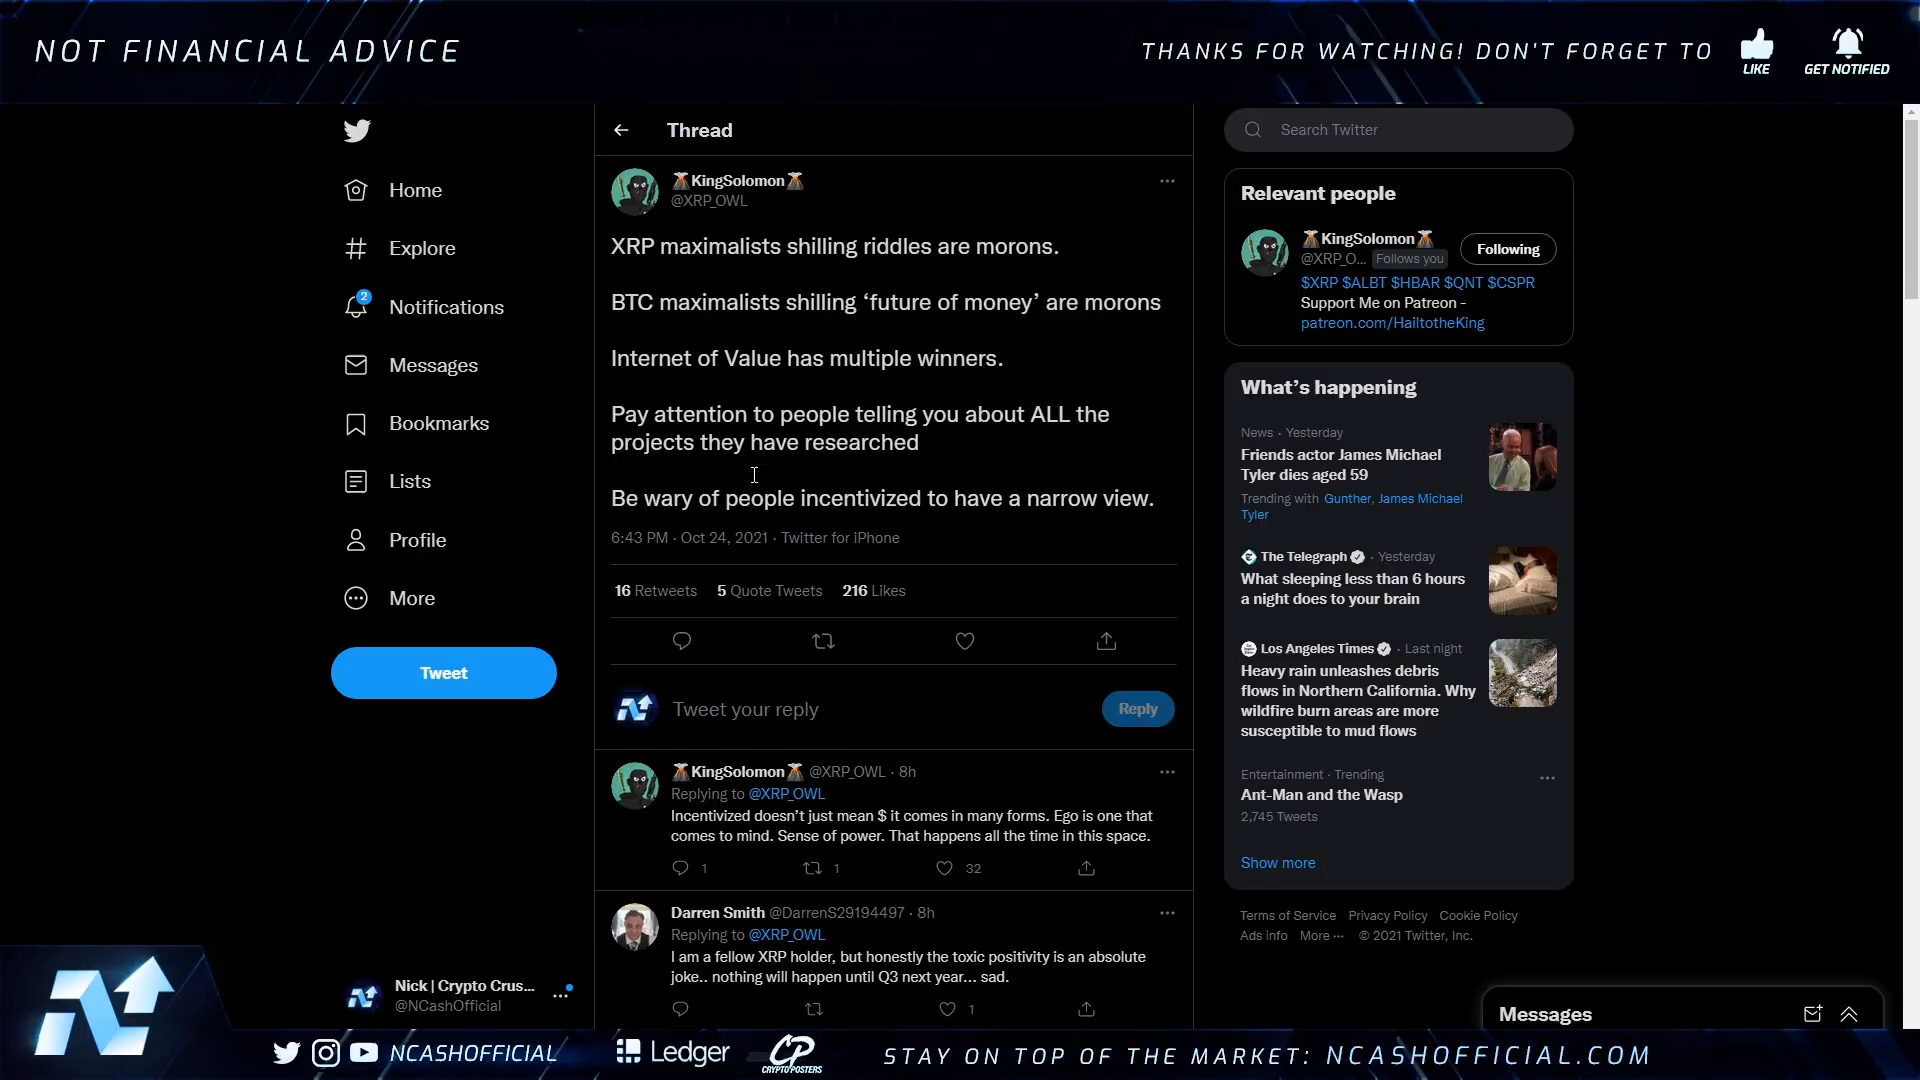 NOT FINANCIAL ADVICE
THANKS FOR WATCHING! DON'T FORGET TO
LIKE
GET NOTIFIED
Home
Explore
2
Notifications
Messages
Bookmarks
Lists
Profile
More
Tweet
Nick | Crypto Crus...
@NCashOfficial
Thread
🌋KingSolomon🌋
@XRP_OWL
XRP maximalists shilling riddles are morons.
BTC maximalists shilling ‘future of money’ are morons
Internet of Value has multiple winners.
Pay attention to people telling you about ALL the
projects they have researched
Be wary of people incentivized to have a narrow view.
6:43 PM · Oct 24, 2021 · Twitter for iPhone
16 Retweets 5 Quote Tweets 216 Likes
Tweet your reply
Reply
🌋KingSolomon🌋 @XRP_OWL · 8h
Replying to @XRP_OWL
Incentivized doesn’t just mean $ it comes in many forms. Ego is one that
comes to mind. Sense of power. That happens all the time in this space.
1 1 32
Darren Smith @DarrenS29194497 · 8h
Replying to @XRP_OWL
I am a fellow XRP holder, but honestly the toxic positivity is an absolute
joke.. nothing will happen until Q3 next year... sad.
1
Search Twitter
Relevant people
🌋KingSolomon🌋
@XRP_O... Follows you
Following
$XRP $ALBT $HBAR $QNT $CSPR
Support Me on Patreon -
patreon.com/HailtotheKing
What’s happening
News · Yesterday
Friends actor James Michael
Tyler dies aged 59
Trending with Gunther, James Michael
Tyler
The Telegraph · Yesterday
What sleeping less than 6 hours
a night does to your brain
Los Angeles Times · Last night
Heavy rain unleashes debris
flows in Northern California. Why
wildfire burn areas are more
susceptible to mud flows
Entertainment · Trending
Ant-Man and the Wasp
2,745 Tweets
Show more
Terms of Service Privacy Policy Cookie Policy
Ads info More ··· © 2021 Twitter, Inc.
Messages
NCASHOFFICIAL
Ledger
CP
CRYPTOPOSTERS
STAY ON TOP OF THE MARKET: NCASHOFFICIAL.COM